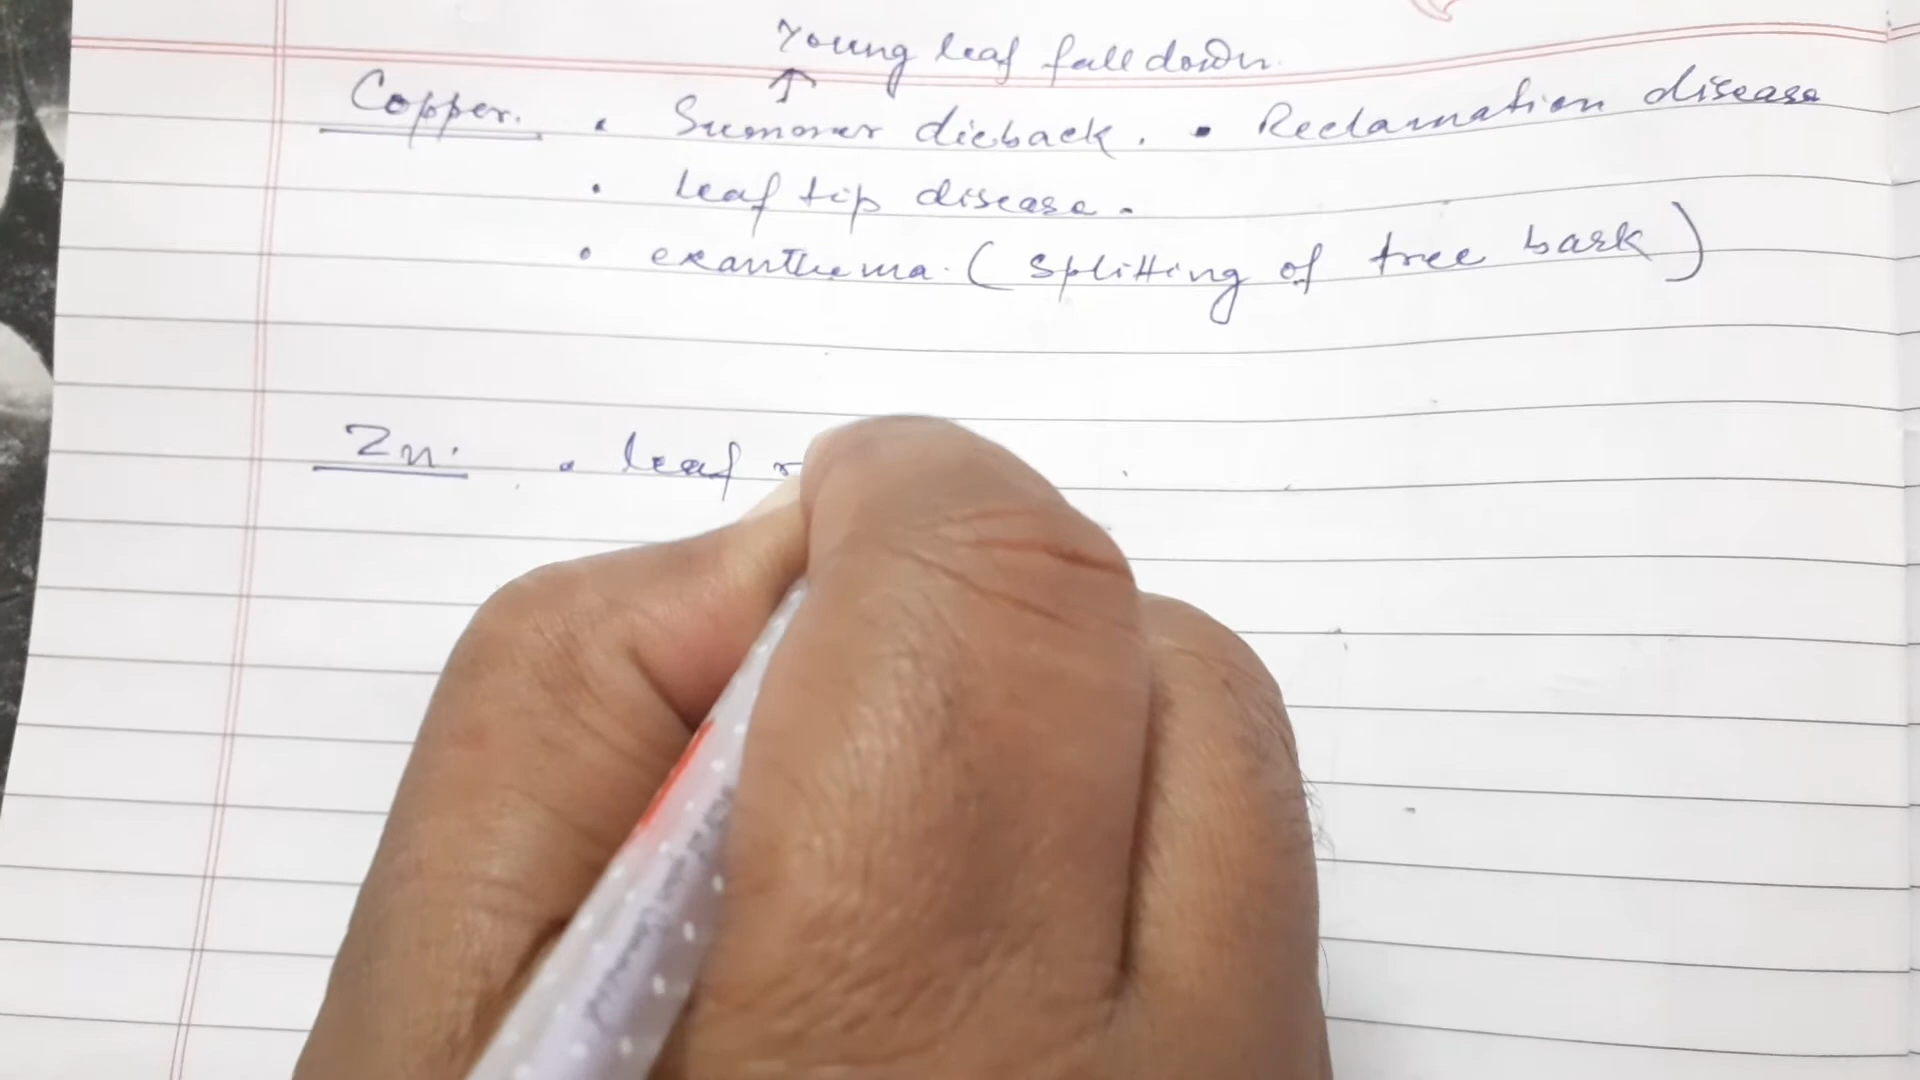 Young leaf fall down.
↑
Copper. • Summer dieback. • Reclamation disease
• leaf tip disease.
• exanthema. ( splitting of tree bark )
Zn. • leaf r